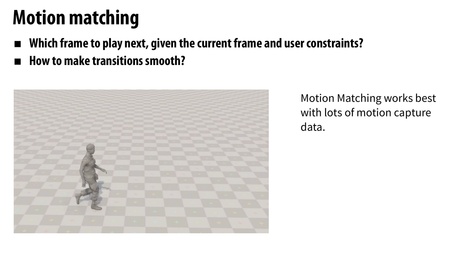 Motion matching
Which frame to play next, given the current frame and user constraints?
How to make transitions smooth?
Motion Matching works best
with lots of motion capture
data.